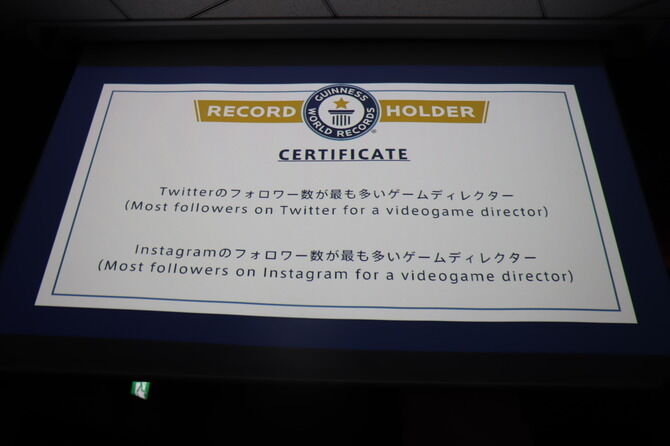 RECORD HOLDER
GUINNESS
WORLD RECORDS
®
CERTIFICATE
Twitterのフォロワー数が最も多いゲームディレクター
(Most followers on Twitter for a videogame director)
Instagramのフォロワー数が最も多いゲームディレクター
(Most followers on Instagram for a videogame director)